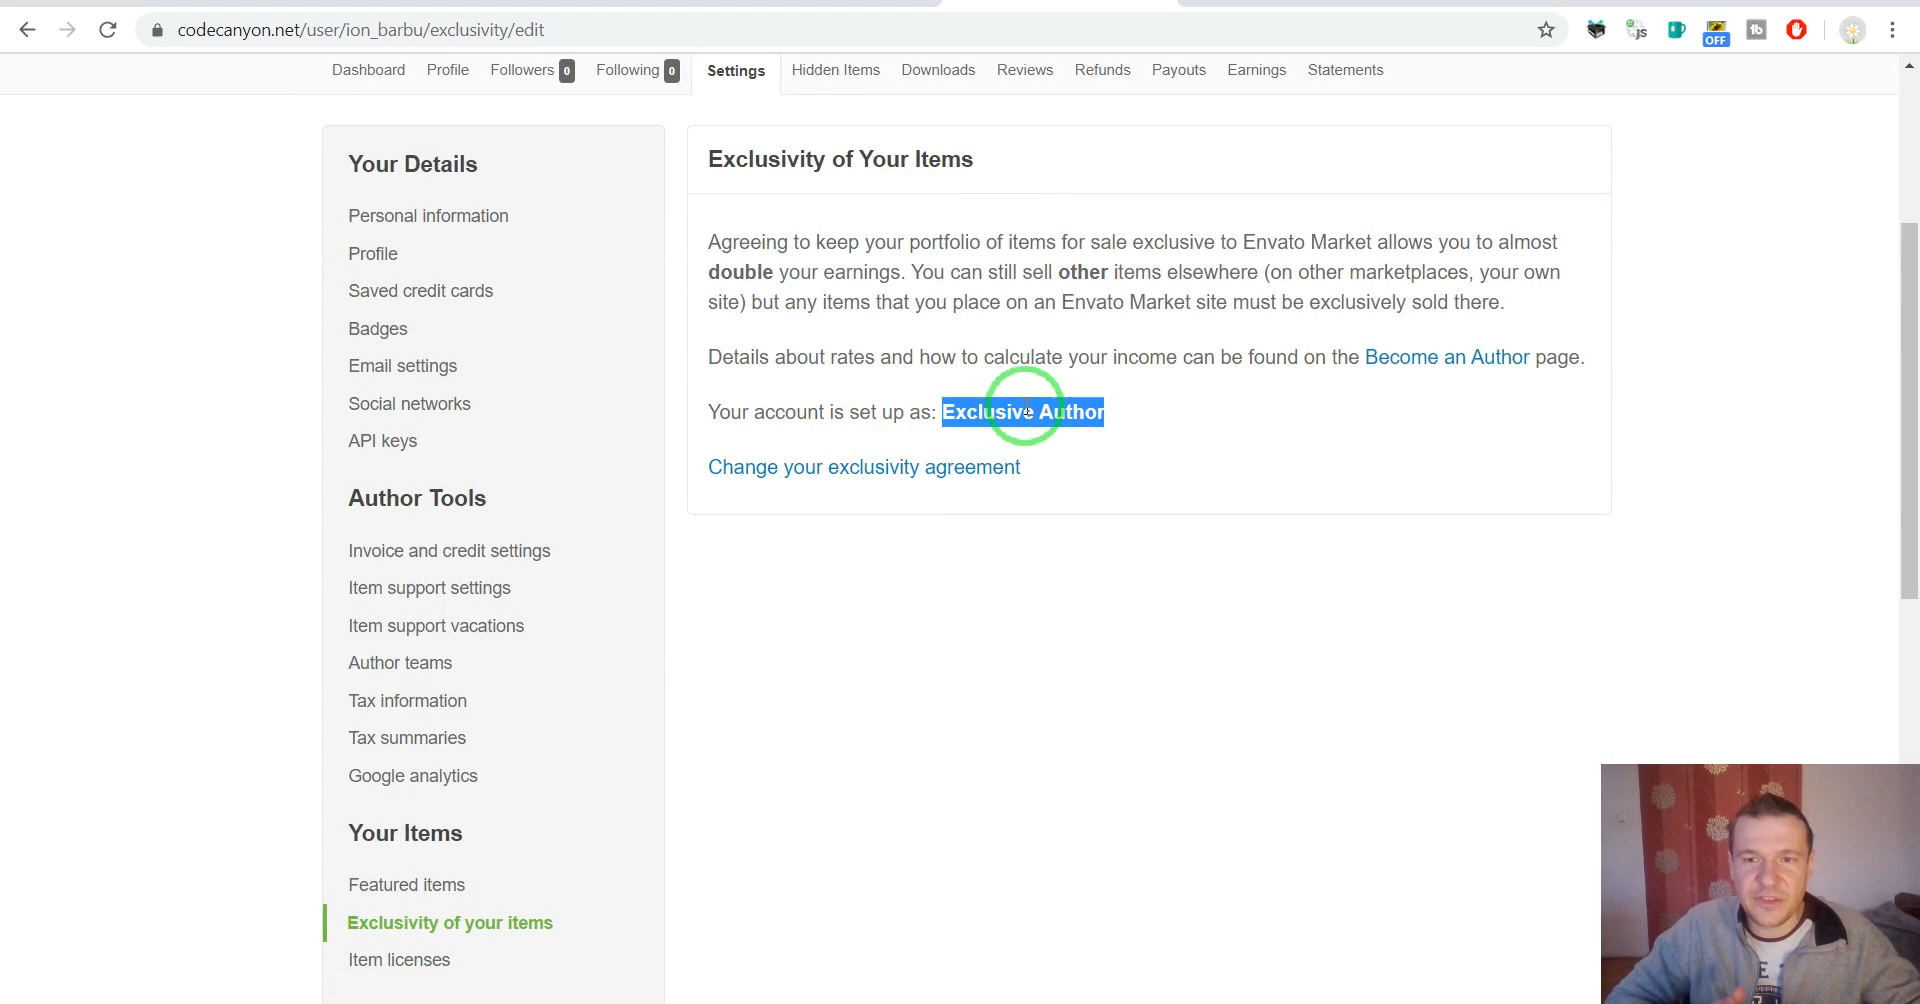 codecanyon.net/user/ion_barbu/exclusivity/edit
JS
OFF
tb
Dashboard Profile Followers 0 Following 0 Settings Hidden Items Downloads Reviews Refunds Payouts Earnings Statements
Your Details
Personal information
Profile
Saved credit cards
Badges
Email settings
Social networks
API keys
Author Tools
Invoice and credit settings
Item support settings
Item support vacations
Author teams
Tax information
Tax summaries
Google analytics
Your Items
Featured items
Exclusivity of your items
Item licenses
Exclusivity of Your Items
Agreeing to keep your portfolio of items for sale exclusive to Envato Market allows you to almost
double your earnings. You can still sell other items elsewhere (on other marketplaces, your own
site) but any items that you place on an Envato Market site must be exclusively sold there.
Details about rates and how to calculate your income can be found on the Become an Author page.
Your account is set up as: Exclusive Author
Change your exclusivity agreement